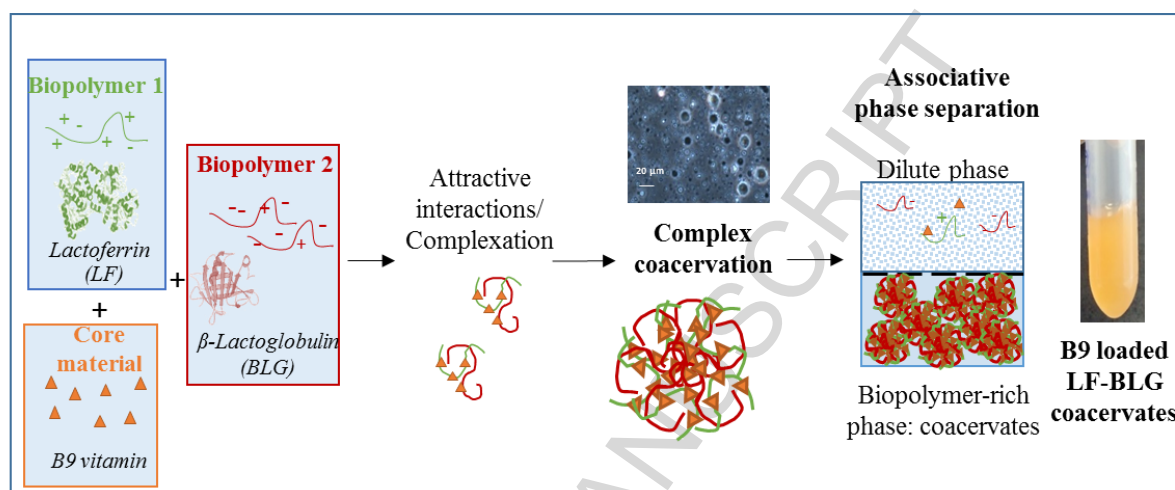 Biopolymer 1
+ - + + + -
Lactoferrin
(LF)
+
Core
material
B9 vitamin
+
Biopolymer 2
-- + - - + - -
β-Lactoglobulin
(BLG)
Attractive
interactions/
Complexation
20 µm
Complex
coacervation
Associative
phase separation
Dilute phase
- + -
Biopolymer-rich
phase: coacervates
B9 loaded
LF-BLG
coacervates
ANSCRIPT